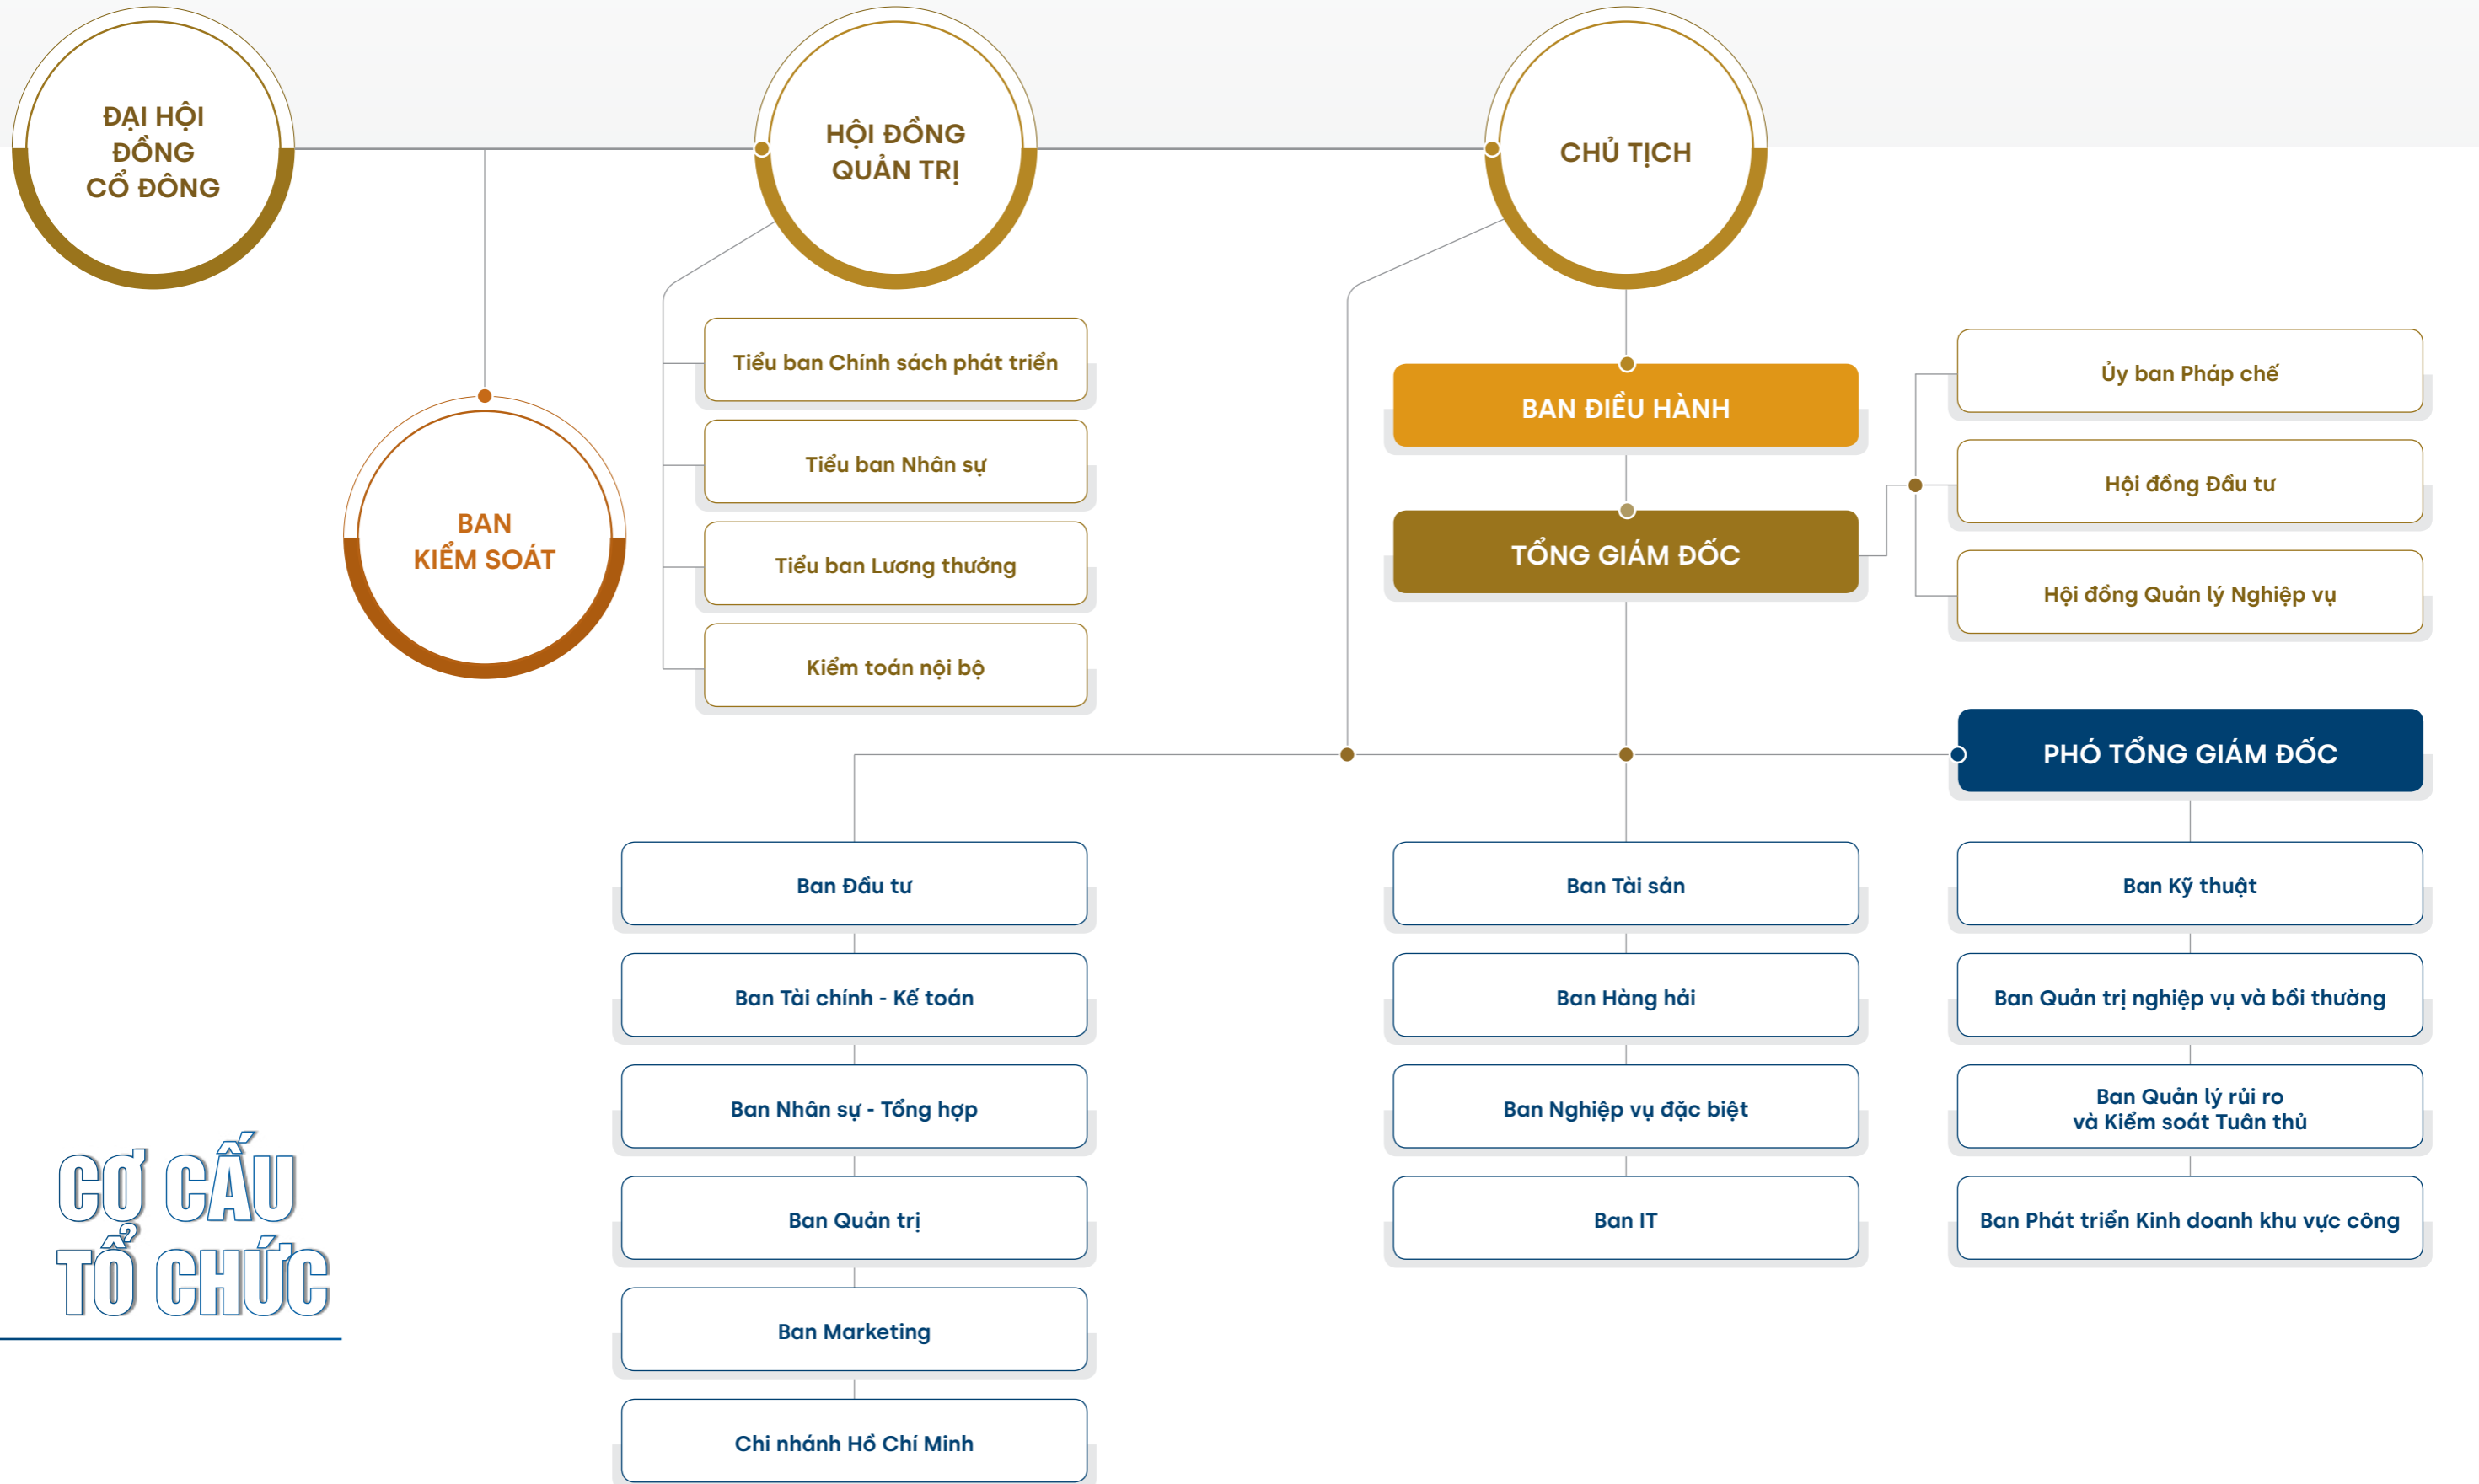 ĐẠI HỘI
ĐỒNG
CỔ ĐÔNG
HỘI ĐỒNG
QUẢN TRỊ
CHỦ TỊCH
BAN
KIỂM SOÁT
Tiểu ban Chính sách phát triển
Tiểu ban Nhân sự
Tiểu ban Lương thưởng
Kiểm toán nội bộ
BAN ĐIỀU HÀNH
TỔNG GIÁM ĐỐC
Ủy ban Pháp chế
Hội đồng Đầu tư
Hội đồng Quản lý Nghiệp vụ
PHÓ TỔNG GIÁM ĐỐC
Ban Đầu tư
Ban Tài chính - Kế toán
Ban Nhân sự - Tổng hợp
Ban Quản trị
Ban Marketing
Chi nhánh Hồ Chí Minh
Ban Tài sản
Ban Hàng hải
Ban Nghiệp vụ đặc biệt
Ban IT
Ban Kỹ thuật
Ban Quản trị nghiệp vụ và bồi thường
Ban Quản lý rủi ro
và Kiểm soát Tuân thủ
Ban Phát triển Kinh doanh khu vực công
CƠ CẤU
TỔ CHỨC